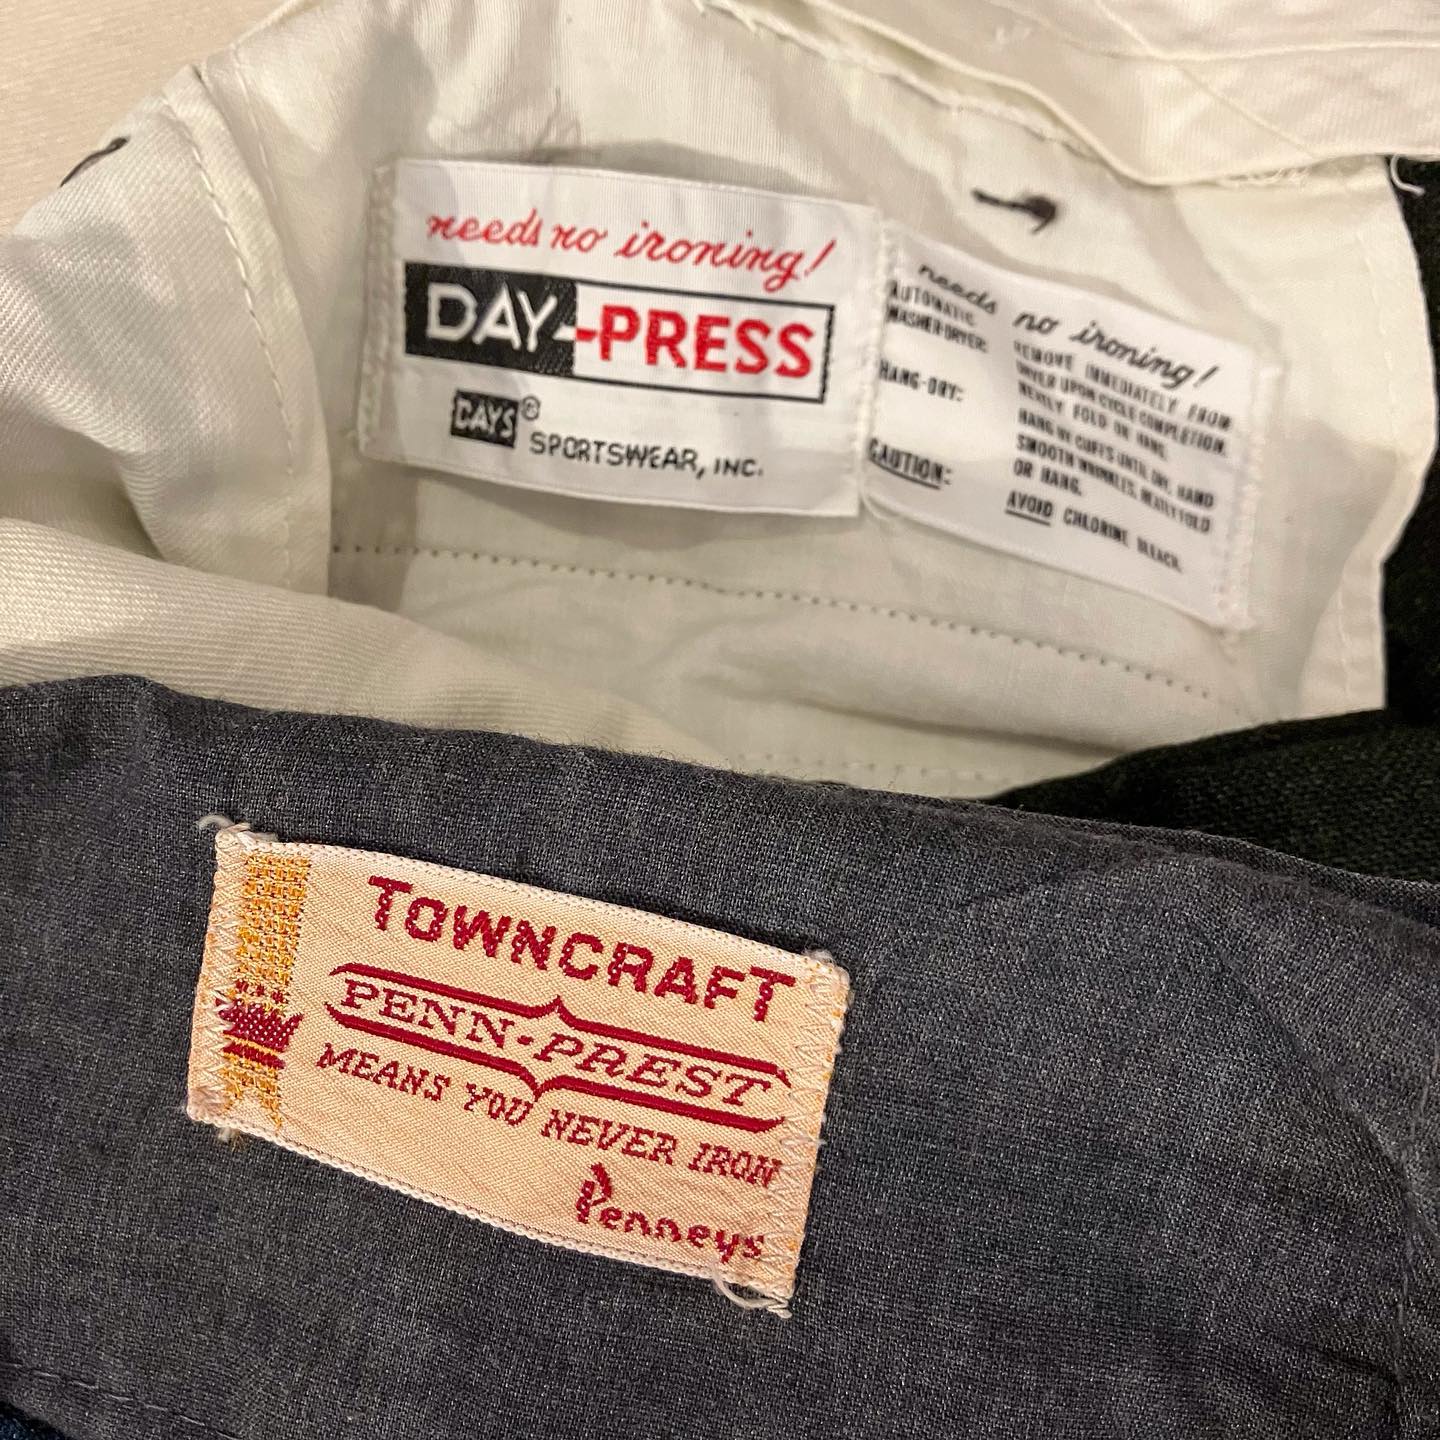 needs no ironing!
DAY-PRESS
DAYS® SPORTSWEAR, INC.
needs no ironing!
AUTOMATIC WASHER-DRYER: REMOVE IMMEDIATELY FROM
DRYER UPON CYCLE COMPLETION.
NEATLY FOLD OR HANG.
HANG-DRY: HANG BY CUFFS UNTIL DRY, HAND
SMOOTH WRINKLES, NEATLY FOLD
OR HANG.
CAUTION: AVOID CHLORINE BLEACH.
TOWNCRAFT
PENN-PREST
MEANS YOU NEVER IRON
Penneys